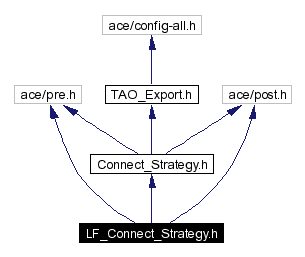 ace/config-all.h
ace/pre.h
TAO_Export.h
ace/post.h
Connect_Strategy.h
LF_Connect_Strategy.h